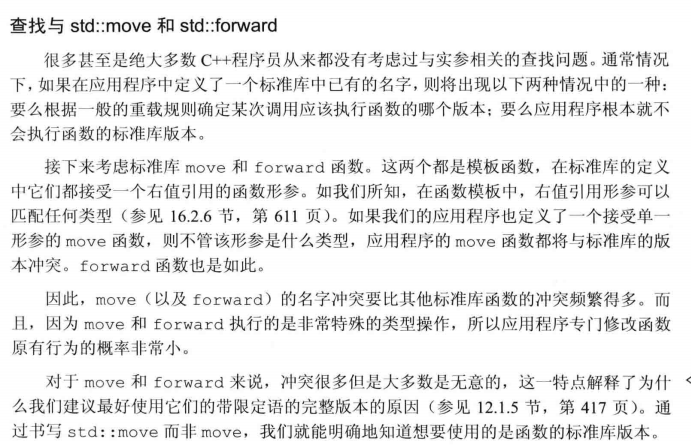 查找与 std::move 和 std::forward
很多甚至是绝大多数 C++程序员从来都没有考虑过与实参相关的查找问题。通常情况
下，如果在应用程序中定义了一个标准库中已有的名字，则将出现以下两种情况中的一种：
要么根据一般的重载规则确定某次调用应该执行函数的哪个版本；要么应用程序根本就不
会执行函数的标准库版本。
接下来考虑标准库 move 和 forward 函数。这两个都是模板函数，在标准库的定义
中它们都接受一个右值引用的函数形参。如我们所知，在函数模板中，右值引用形参可以
匹配任何类型（参见 16.2.6 节，第 611 页）。如果我们的应用程序也定义了一个接受单一
形参的 move 函数，则不管该形参是什么类型，应用程序的 move 函数都将与标准库的版
本冲突。forward 函数也是如此。
因此，move（以及 forward）的名字冲突要比其他标准库函数的冲突频繁得多。而
且，因为 move 和 forward 执行的是非常特殊的类型操作，所以应用程序专门修改函数
原有行为的概率非常小。
对于 move 和 forward 来说，冲突很多但是大多数是无意的，这一特点解释了为什
么我们建议最好使用它们的带限定语的完整版本的原因（参见 12.1.5 节，第 417 页）。通
过书写 std::move 而非 move，我们就能明确地知道想要使用的是函数的标准库版本。